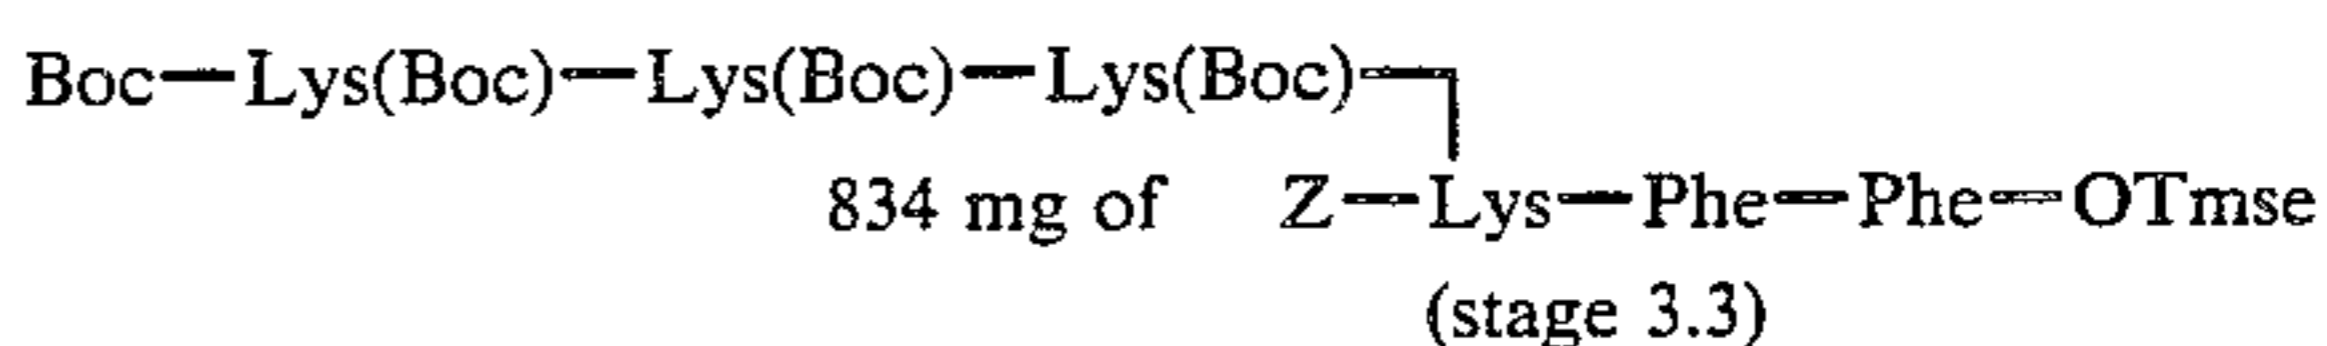 Boc—Lys(Boc)—Lys(Boc)—Lys(Boc)—
834 mg of Z—Lys—Phe—Phe—OTmse
(stage 3.3)